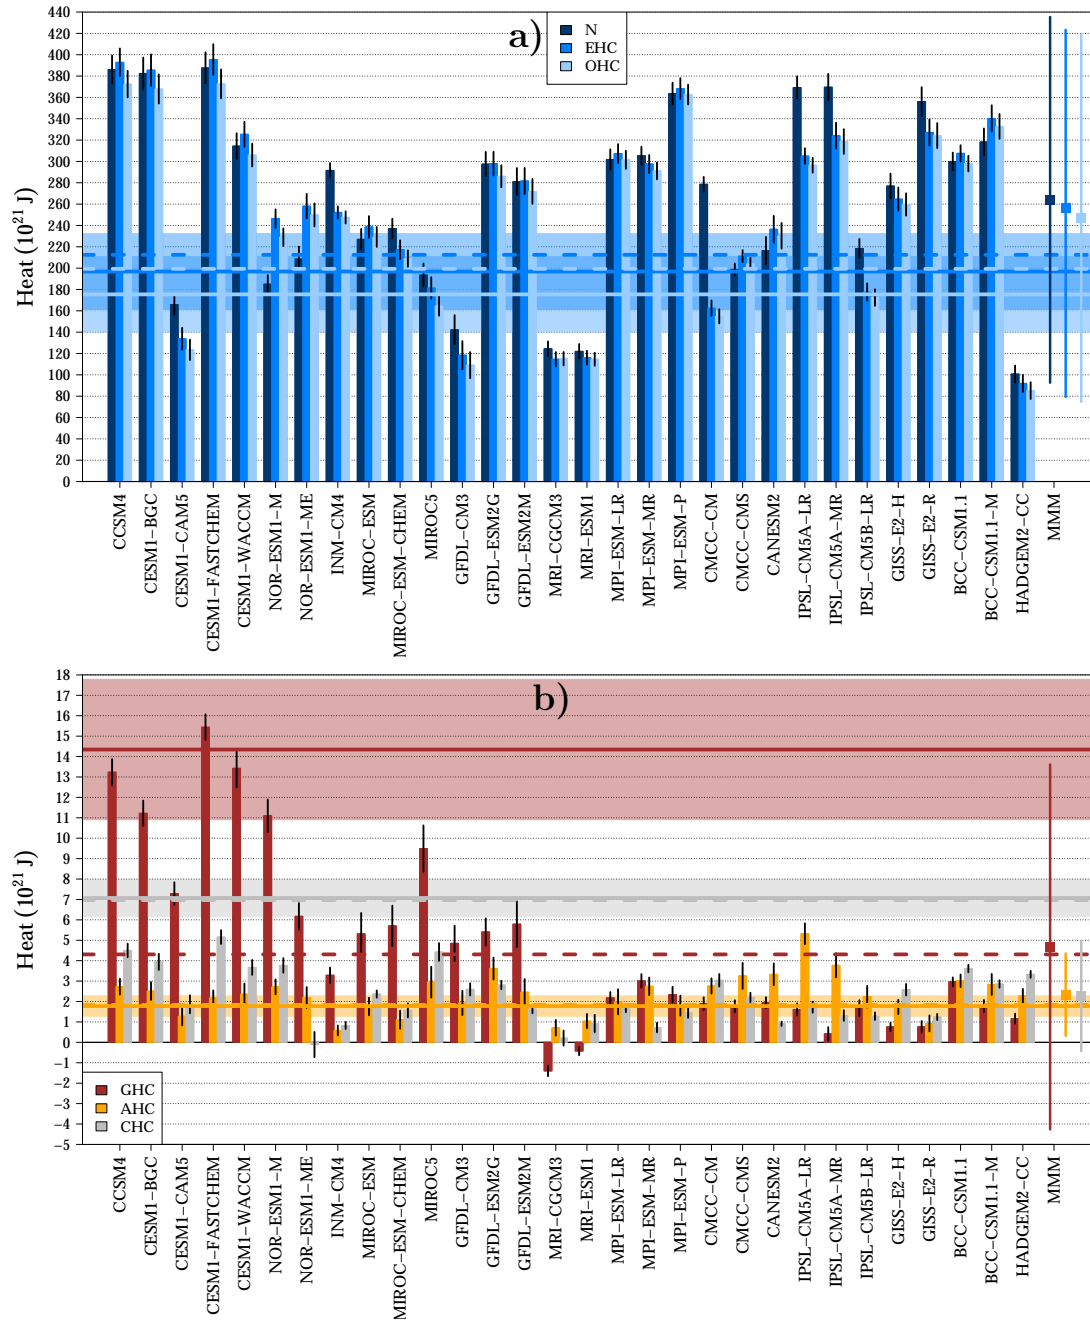 a)
N
EHC
OHC
Heat (10²¹ J)
440
420
400
380
360
340
320
300
280
260
240
220
200
180
160
140
120
100
80
60
40
20
0
CCSM4
CESM1−BGC
CESM1−CAM5
CESM1−FASTCHEM
CESM1−WACCM
NOR−ESM1−M
NOR−ESM1−ME
INM−CM4
MIROC−ESM
MIROC−ESM−CHEM
MIROC5
GFDL−CM3
GFDL−ESM2G
GFDL−ESM2M
MRI−CGCM3
MRI−ESM1
MPI−ESM−LR
MPI−ESM−MR
MPI−ESM−P
CMCC−CM
CMCC−CMS
CANESM2
IPSL−CM5A−LR
IPSL−CM5A−MR
IPSL−CM5B−LR
GISS−E2−H
GISS−E2−R
BCC−CSM1.1
BCC−CSM1.1−M
HADGEM2−CC
MMM
b)
Heat (10²¹ J)
18
17
16
15
14
13
12
11
10
9
8
7
6
5
4
3
2
1
0
−1
−2
−3
−4
−5
GHC
AHC
CHC
CCSM4
CESM1−BGC
CESM1−CAM5
CESM1−FASTCHEM
CESM1−WACCM
NOR−ESM1−M
NOR−ESM1−ME
INM−CM4
MIROC−ESM
MIROC−ESM−CHEM
MIROC5
GFDL−CM3
GFDL−ESM2G
GFDL−ESM2M
MRI−CGCM3
MRI−ESM1
MPI−ESM−LR
MPI−ESM−MR
MPI−ESM−P
CMCC−CM
CMCC−CMS
CANESM2
IPSL−CM5A−LR
IPSL−CM5A−MR
IPSL−CM5B−LR
GISS−E2−H
GISS−E2−R
BCC−CSM1.1
BCC−CSM1.1−M
HADGEM2−CC
MMM